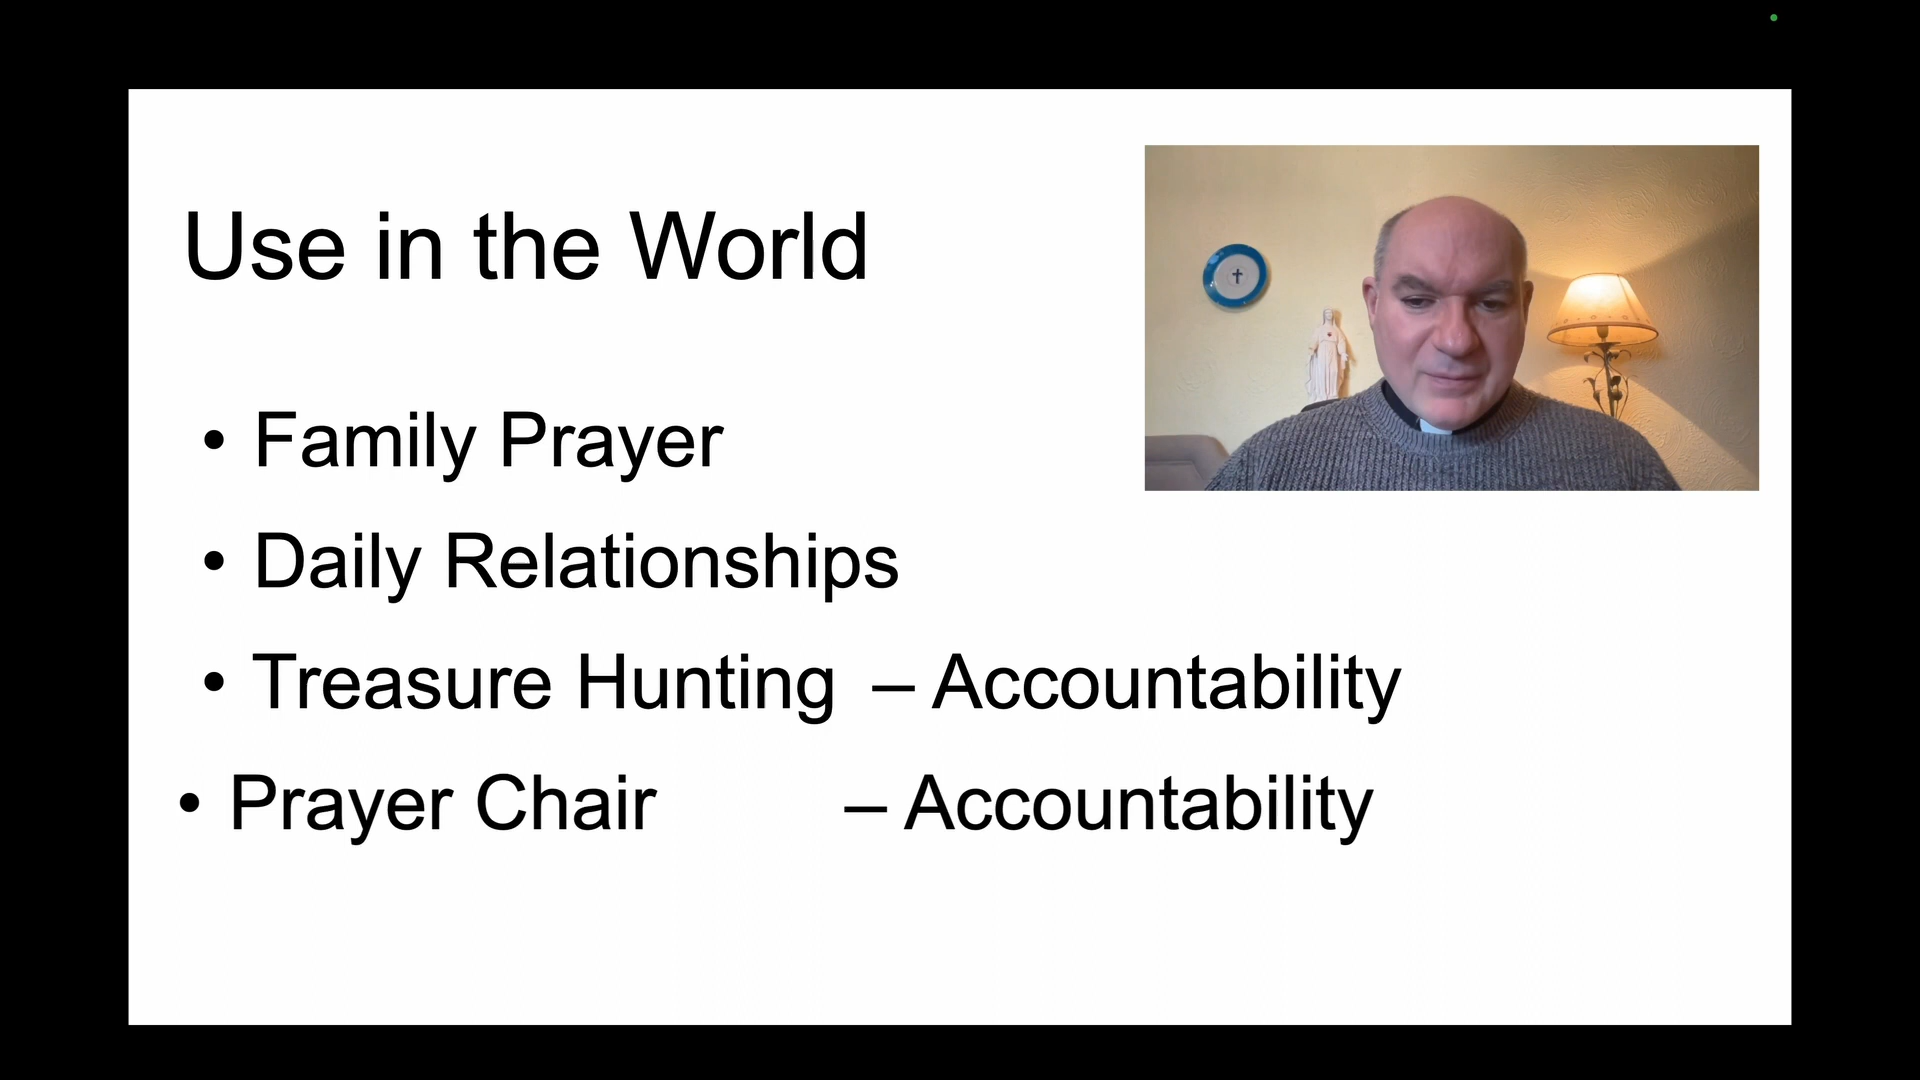 Use in the World
• Family Prayer
• Daily Relationships
• Treasure Hunting – Accountability
• Prayer Chair – Accountability